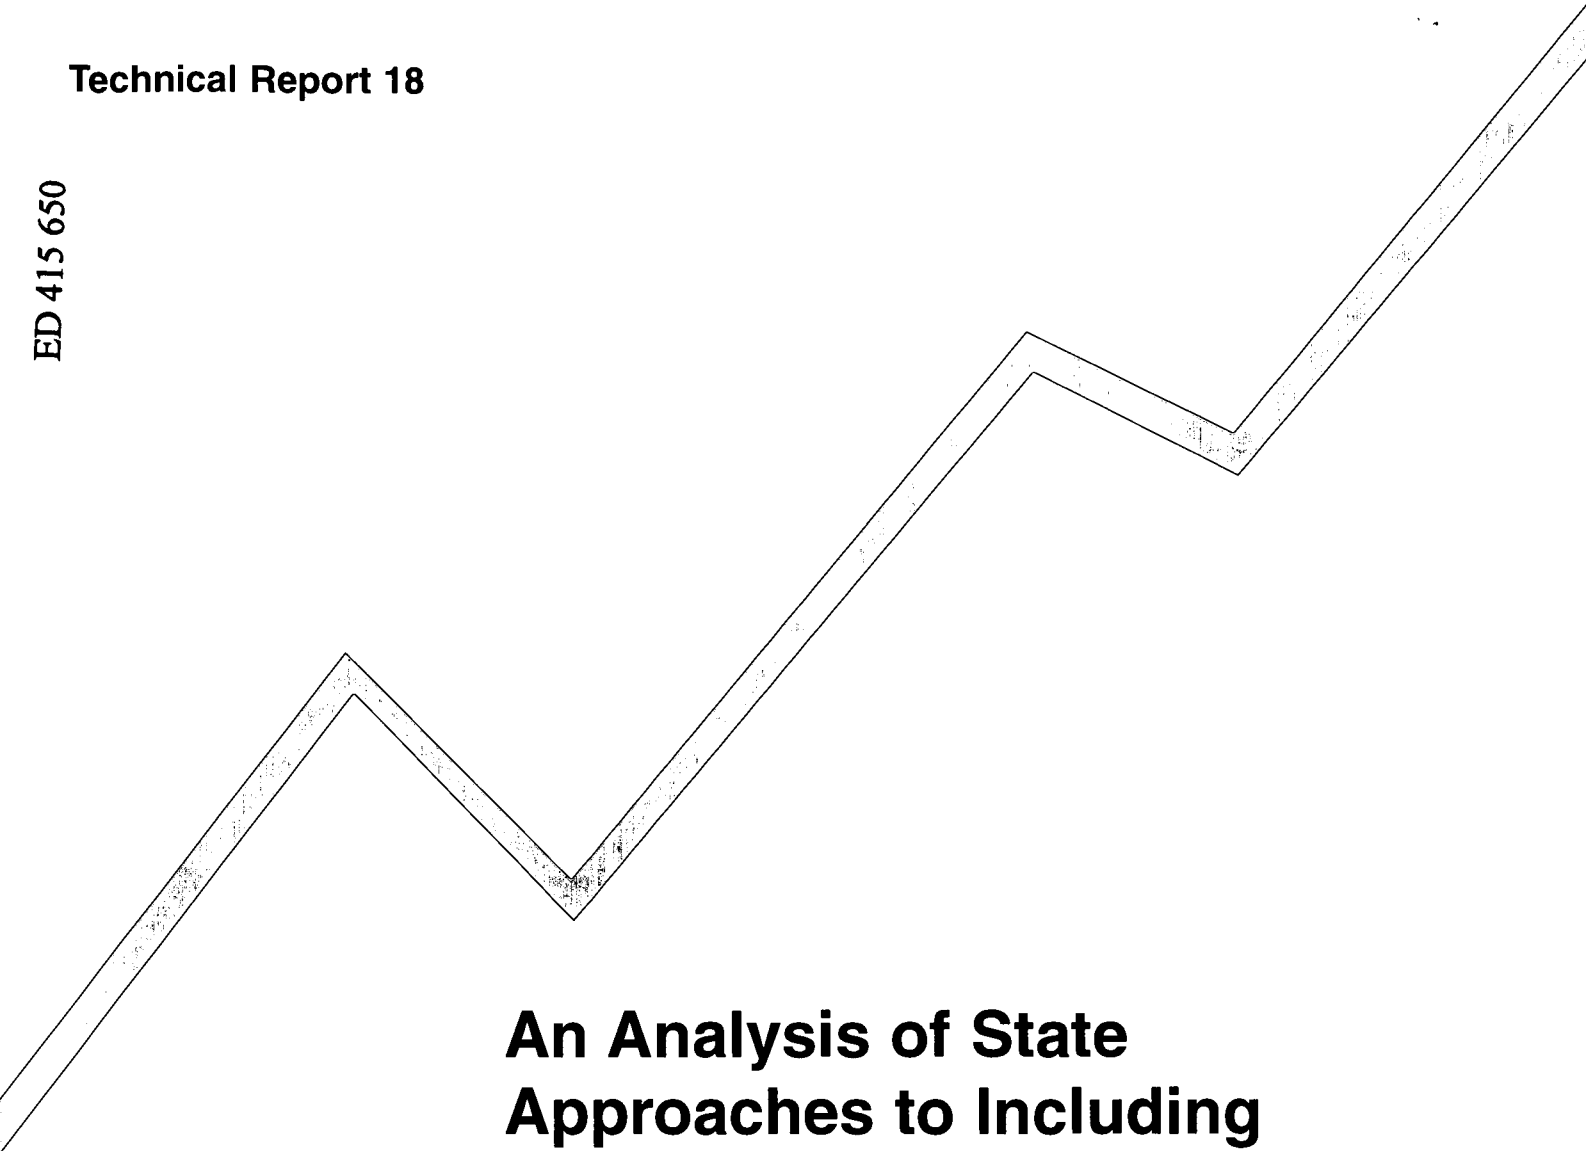 Technical Report 18
ED 415 650
An Analysis of State
Approaches to Including